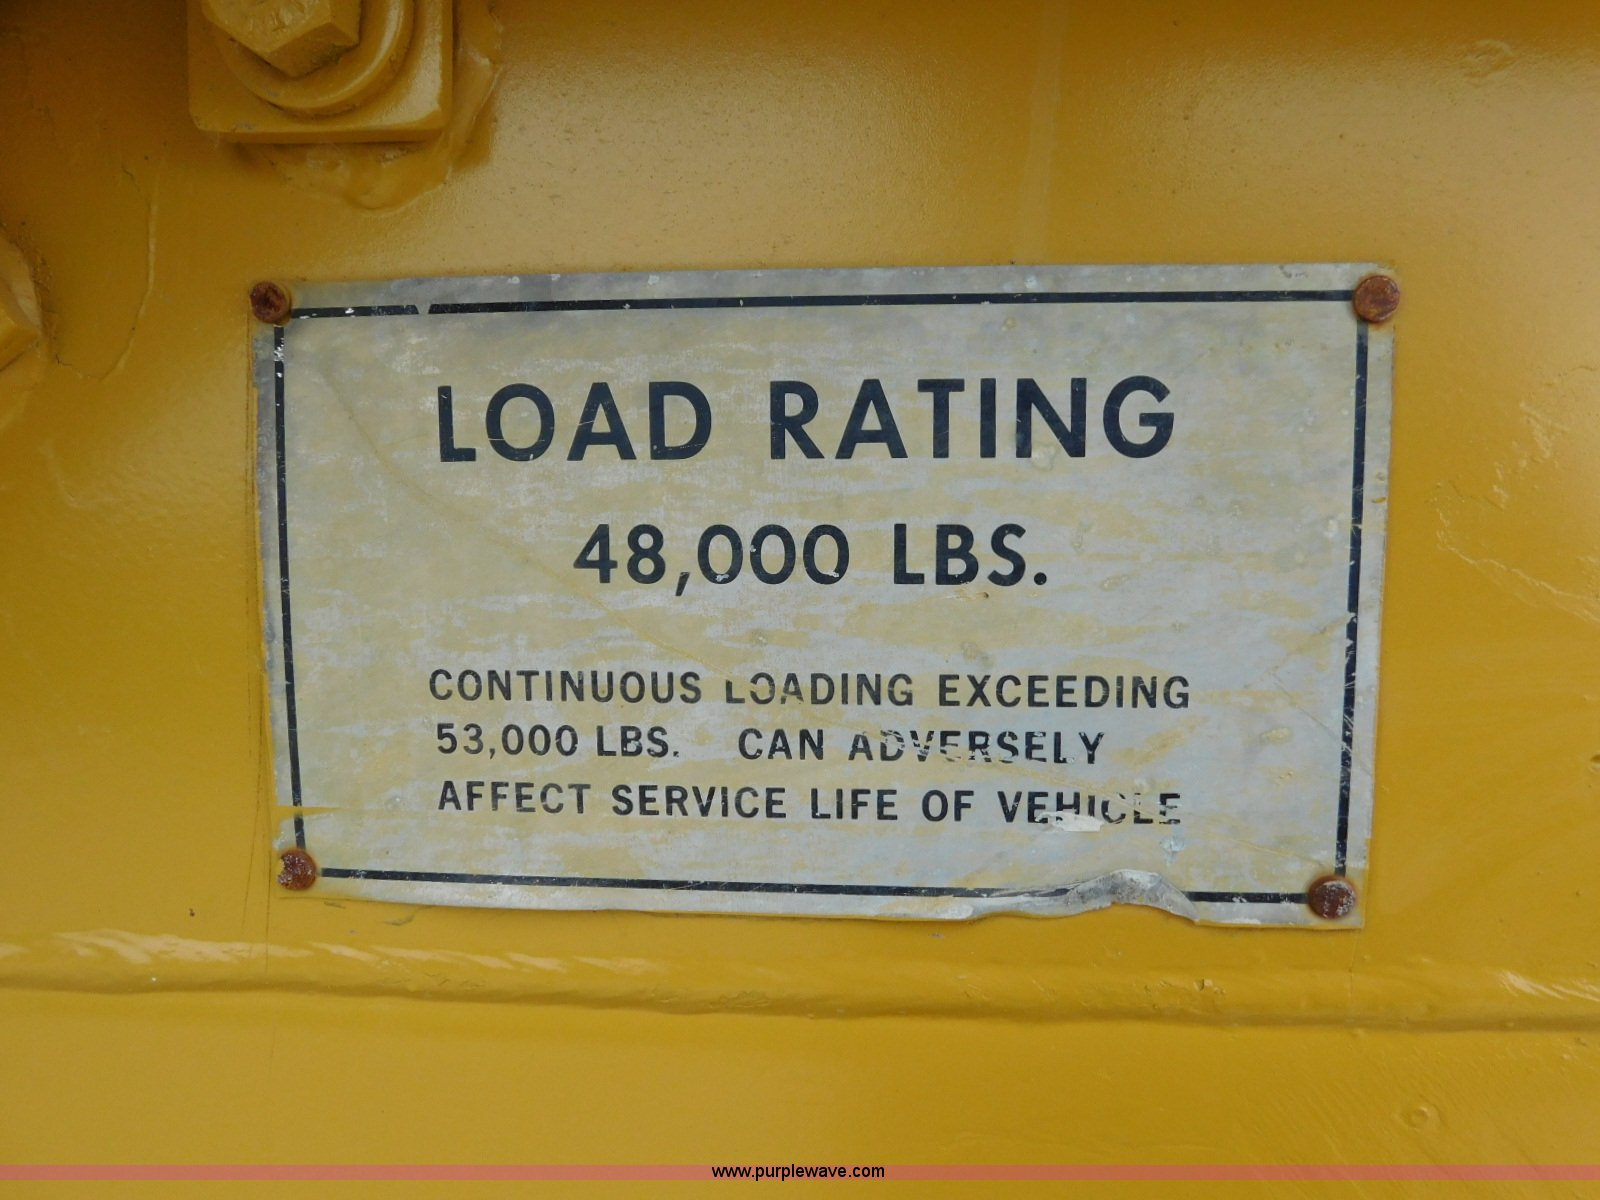 LOAD RATING
48,000 LBS.
CONTINUOUS LOADING EXCEEDING
53,000 LBS. CAN ADVERSELY
AFFECT SERVICE LIFE OF VEHICLE
www.purplewave.com